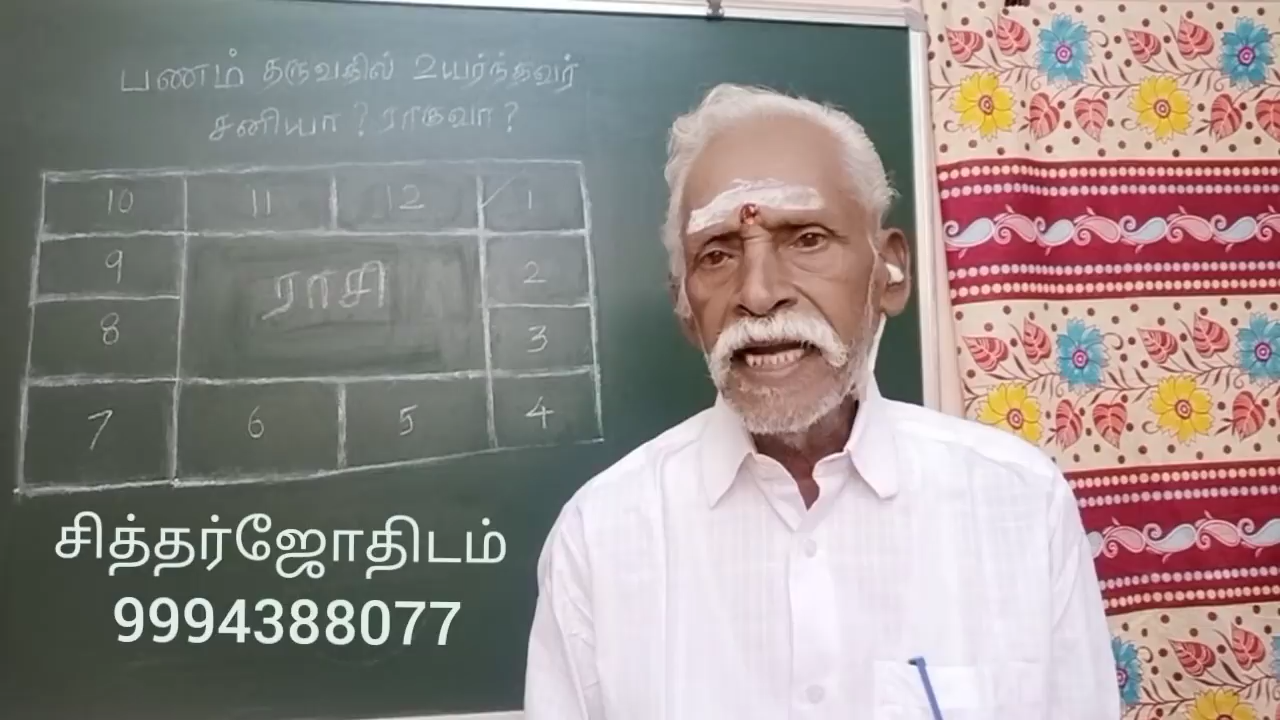 பணம் தருவதில் உயர்ந்தவர்
சனியா? ராகுவா?
10 11 12 1
9 ராசி 2
8 3
7 6 5 4
சித்தர்ஜோதிடம்
9994388077